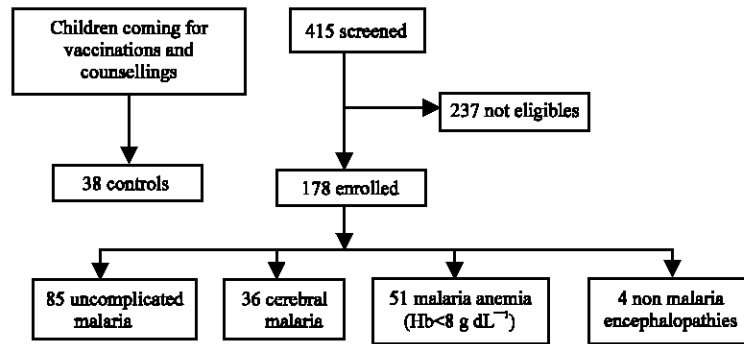 Children coming for
vaccinations and
counsellings
415 screened
237 not eligibles
38 controls
178 enrolled
85 uncomplicated
malaria
36 cerebral
malaria
51 malaria anemia
(Hb<8 g dL⁻¹)
4 non malaria
encephalopathies